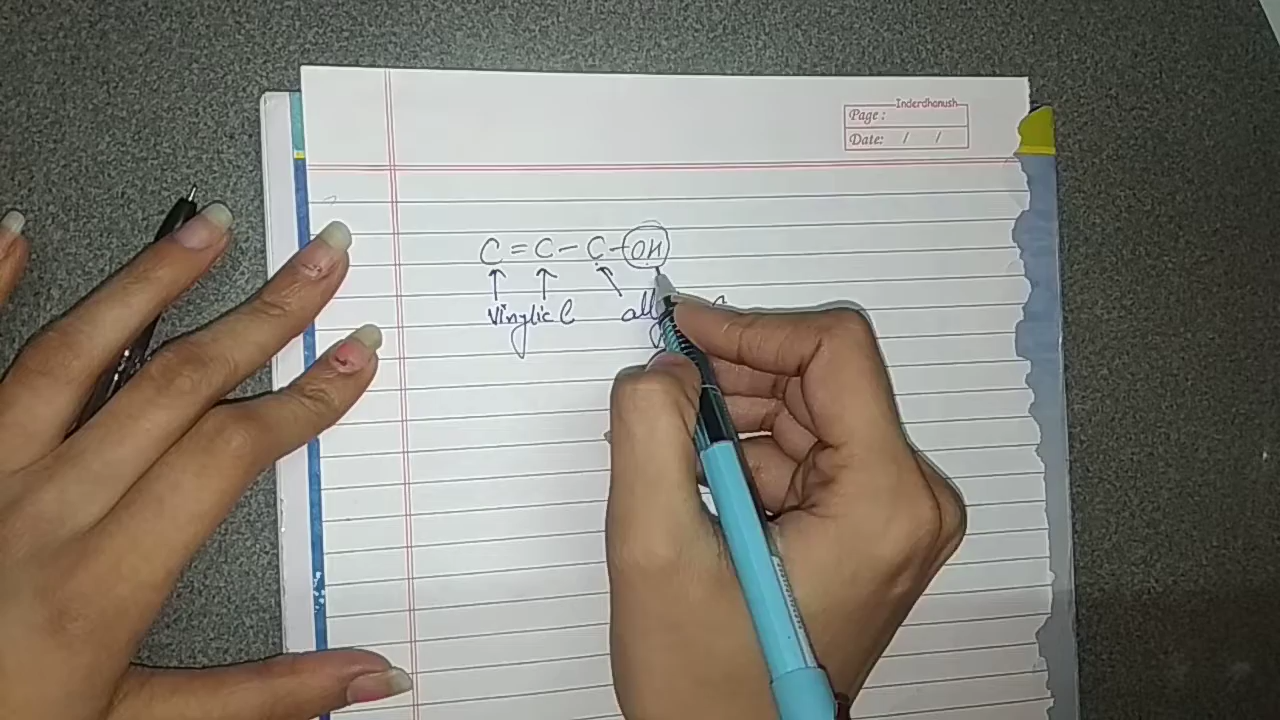 Inderdhanush
Page :
Date: / /
C = C - C - OH
Vinylic C